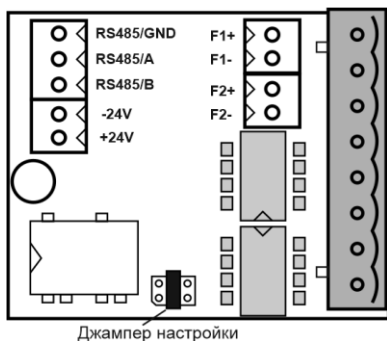 RS485/GND
RS485/A
RS485/B
-24V
+24V
F1+
F1-
F2+
F2-
Джампер настройки